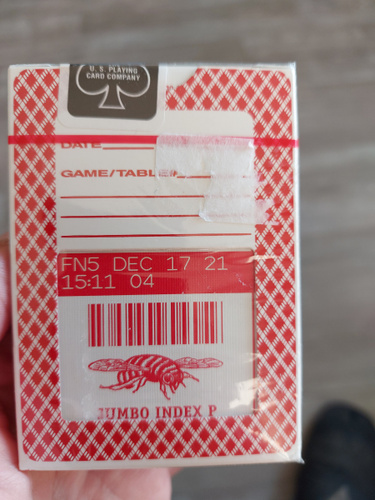 U. S. PLAYING
CARD COMPANY
DATE
GAME/TABLE
FN5 DEC 17 21
15:11 04
JUMBO INDEX P